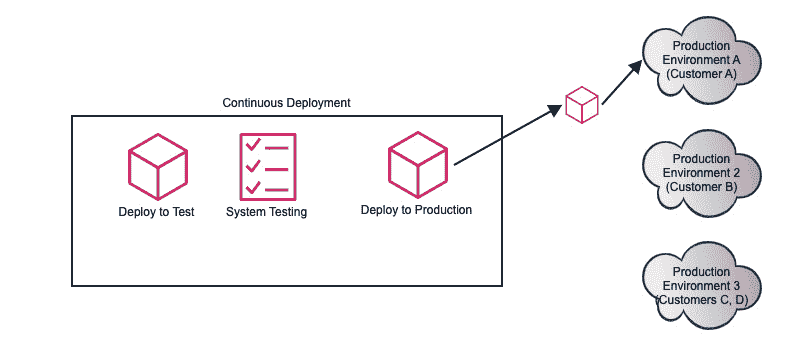 Continuous Deployment
Deploy to Test
System Testing
Deploy to Production
Production
Environment A
(Customer A)
Production
Environment 2
(Customer B)
Production
Environment 3
(Customers C, D)